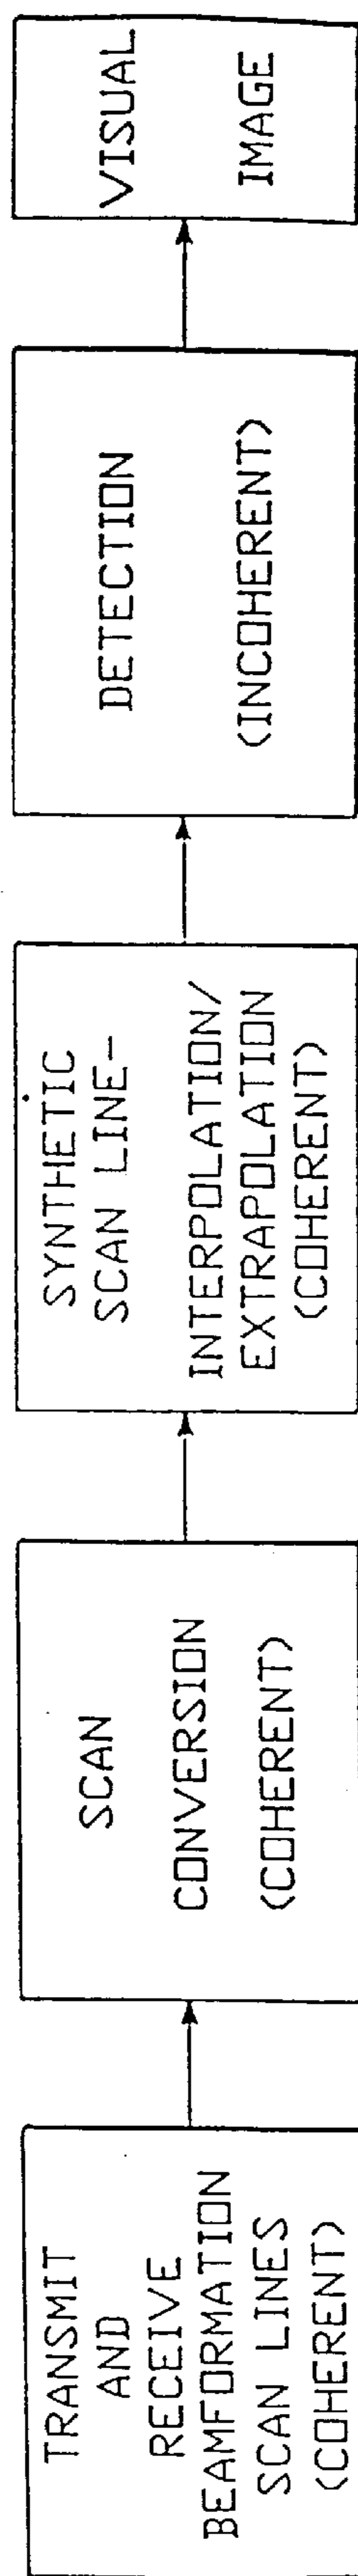 TRANSMIT
AND
RECEIVE
BEAMFORMATION
SCAN LINES
(COHERENT)
SCAN
CONVERSION
(COHERENT)
SYNTHETIC
SCAN LINE-
INTERPOLATION/
EXTRAPOLATION
(COHERENT)
DETECTION
(INCOHERENT)
VISUAL
IMAGE